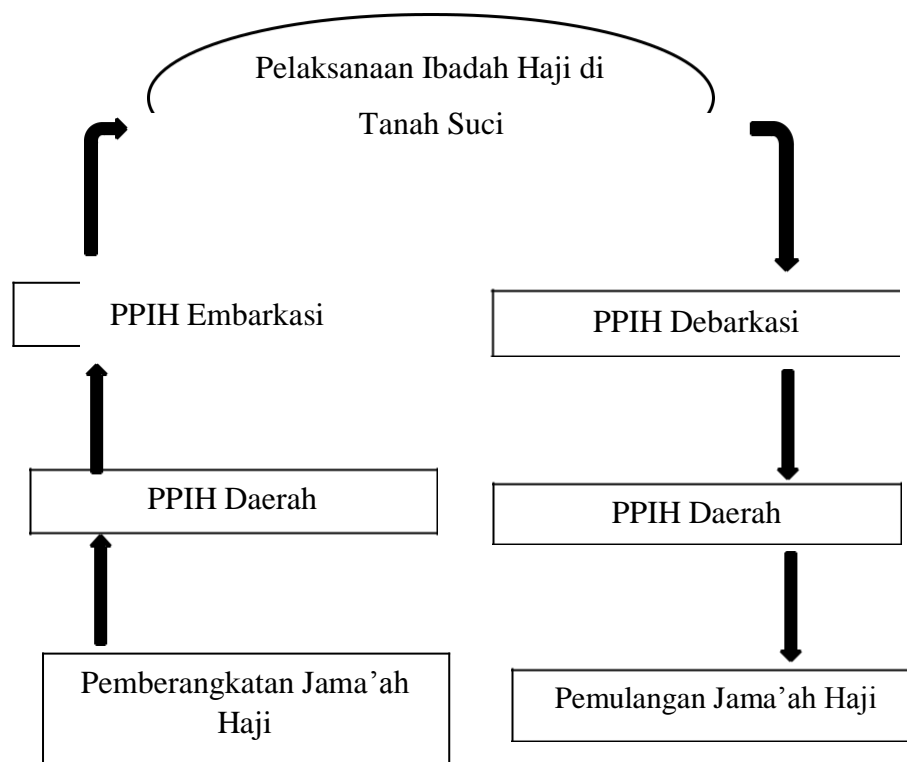 Pelaksanaan Ibadah Haji di
Tanah Suci
PPIH Embarkasi
PPIH Debarkasi
PPIH Daerah
PPIH Daerah
Pemberangkatan Jama’ah
Haji
Pemulangan Jama’ah Haji